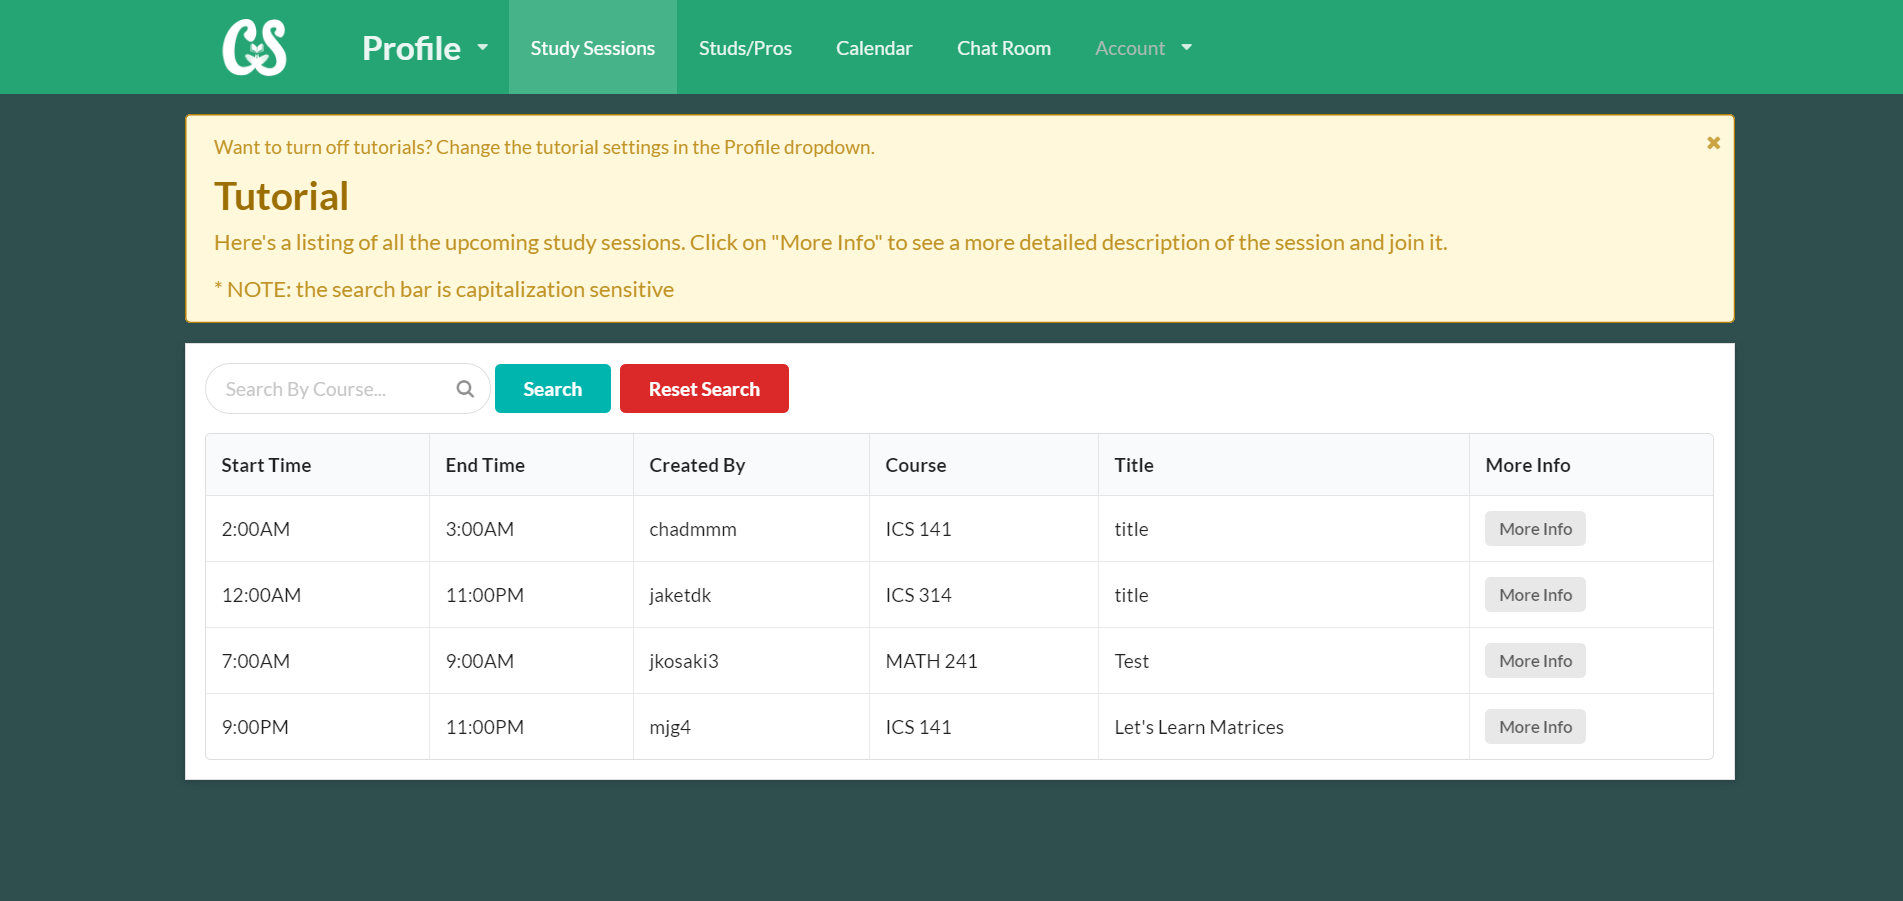 CS
Profile Study Sessions Studs/Pros Calendar Chat Room Account
Want to turn off tutorials? Change the tutorial settings in the Profile dropdown.
Tutorial
Here's a listing of all the upcoming study sessions. Click on "More Info" to see a more detailed description of the session and join it.
* NOTE: the search bar is capitalization sensitive
Search By Course... Search Reset Search
Start Time End Time Created By Course Title More Info
2:00AM 3:00AM chadmmm ICS 141 title More Info
12:00AM 11:00PM jaketdk ICS 314 title More Info
7:00AM 9:00AM jkosaki3 MATH 241 Test More Info
9:00PM 11:00PM mjg4 ICS 141 Let's Learn Matrices More Info